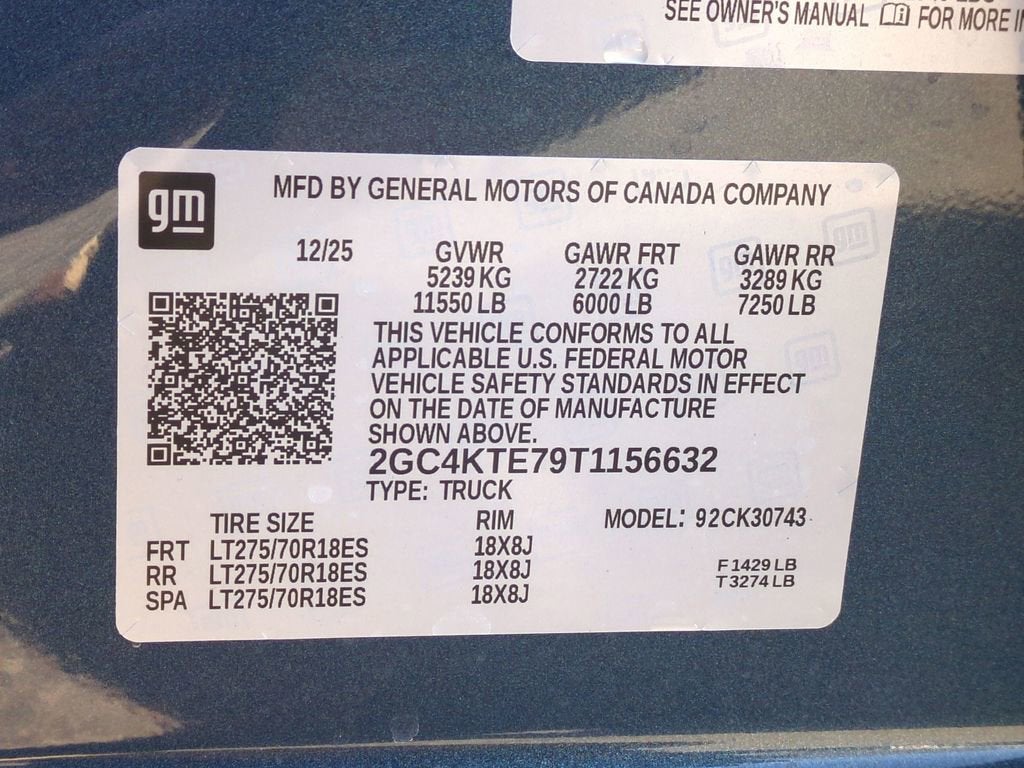 SEE OWNER'S MANUAL FOR MORE
gm
MFD BY GENERAL MOTORS OF CANADA COMPANY
12/25 GVWR GAWR FRT GAWR RR
5239 KG 2722 KG 3289 KG
11550 LB 6000 LB 7250 LB
THIS VEHICLE CONFORMS TO ALL
APPLICABLE U.S. FEDERAL MOTOR
VEHICLE SAFETY STANDARDS IN EFFECT
ON THE DATE OF MANUFACTURE
SHOWN ABOVE.
2GC4KTE79T1156632
TYPE: TRUCK
TIRE SIZE RIM MODEL: 92CK30743
FRT LT275/70R18ES 18X8J
RR LT275/70R18ES 18X8J
SPA LT275/70R18ES 18X8J
F 1429 LB
T 3274 LB